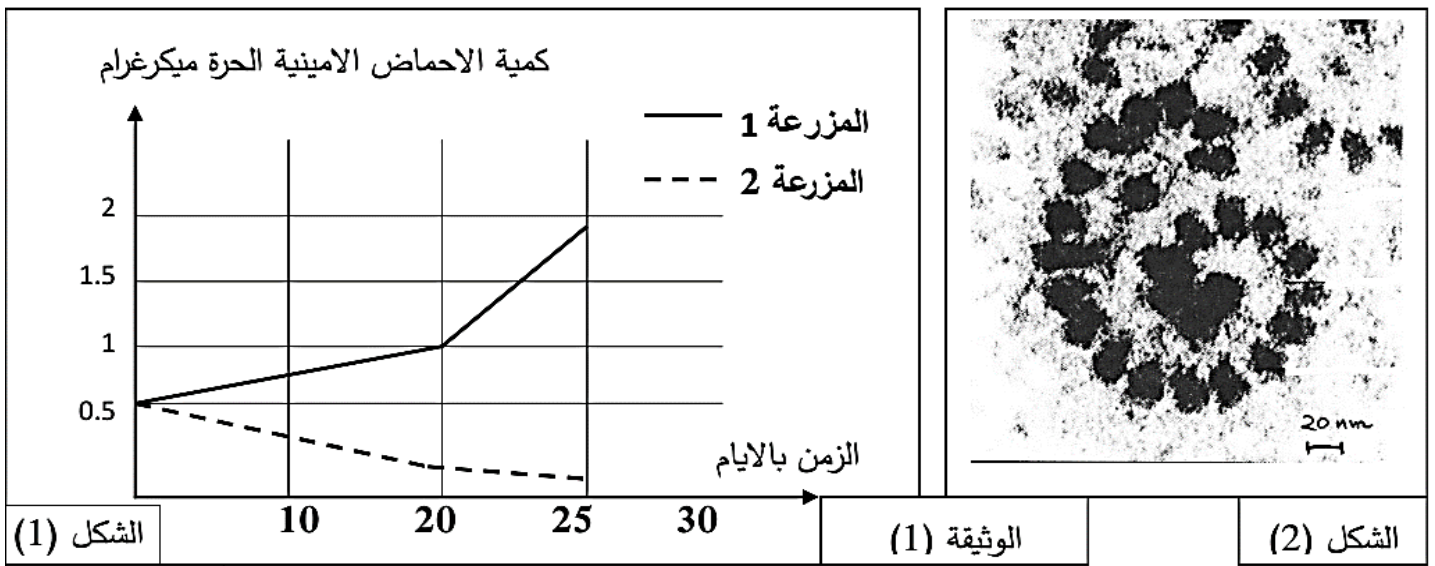 كمية الاحماض الامينية الحرة ميكرغرام
المزرعة 1
المزرعة 2
2
1.5
1
0.5
الزمن بالايام
10 20 25 30
الشكل (1)
الوثيقة (1)
20 nm
الشكل (2)